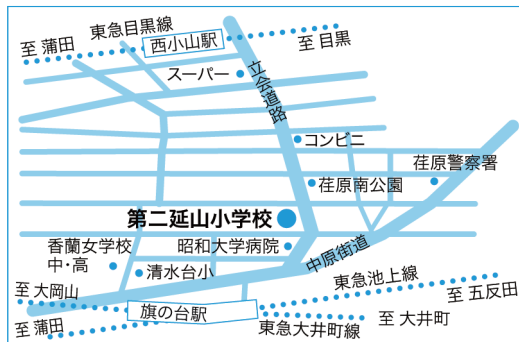 東急目黒線
至 蒲田
西小山駅
至 目黒
スーパー
立会道路
コンビニ
荏原警察署
荏原南公園
第二延山小学校
香蘭女学校
中・高
昭和大学病院
中原街道
清水台小
至 大岡山
東急池上線
至 五反田
旗の台駅
至 蒲田
東急大井町線
至 大井町